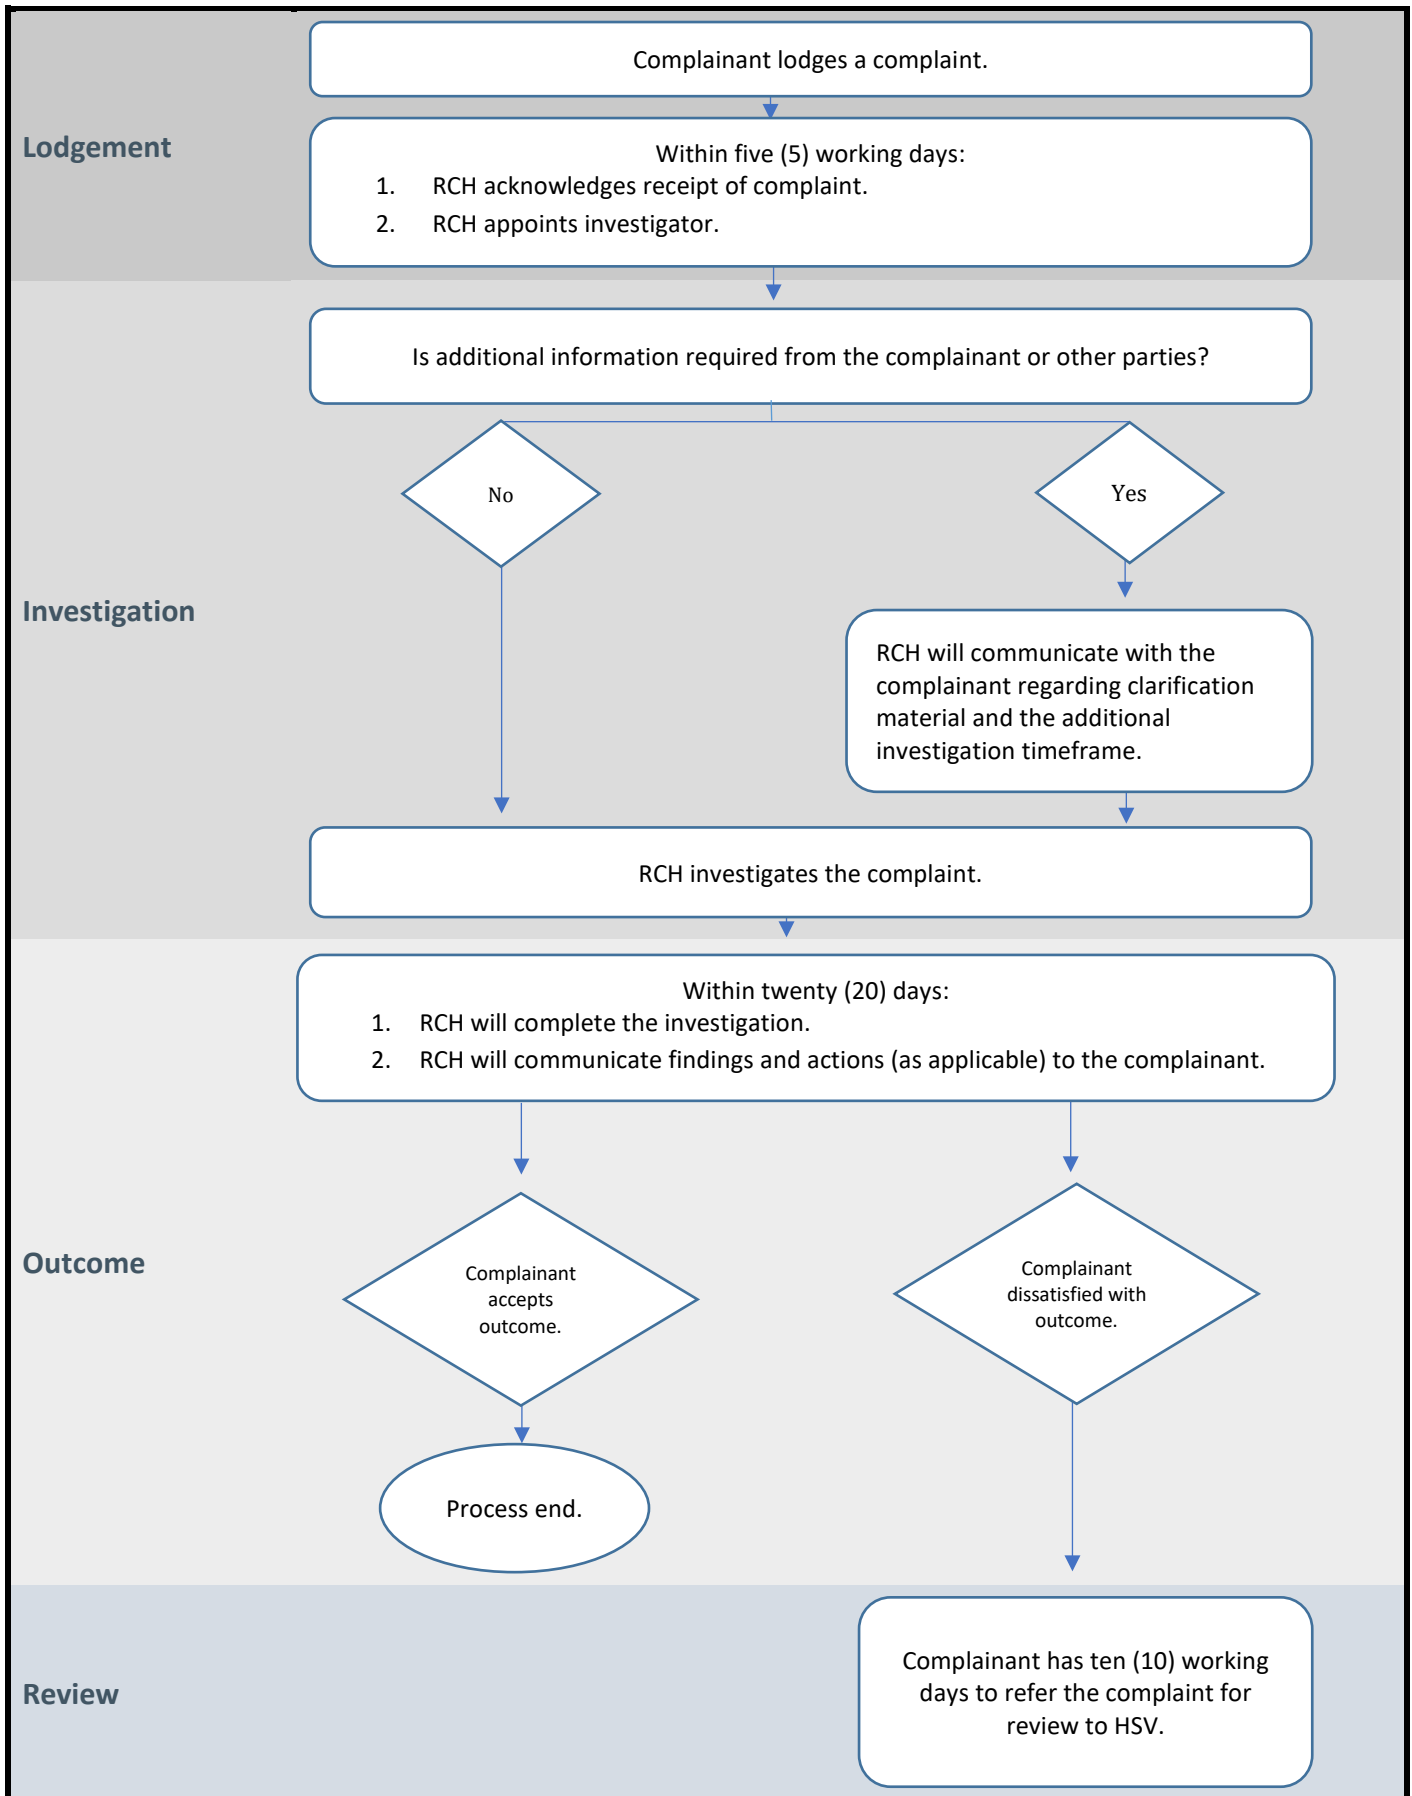 Lodgement
Complainant lodges a complaint.
Within five (5) working days:
1. RCH acknowledges receipt of complaint.
2. RCH appoints investigator.
Investigation
Is additional information required from the complainant or other parties?
No
Yes
RCH will communicate with the
complainant regarding clarification
material and the additional
investigation timeframe.
RCH investigates the complaint.
Outcome
Within twenty (20) days:
1. RCH will complete the investigation.
2. RCH will communicate findings and actions (as applicable) to the complainant.
Complainant
accepts
outcome.
Complainant
dissatisfied with
outcome.
Process end.
Review
Complainant has ten (10) working
days to refer the complaint for
review to HSV.